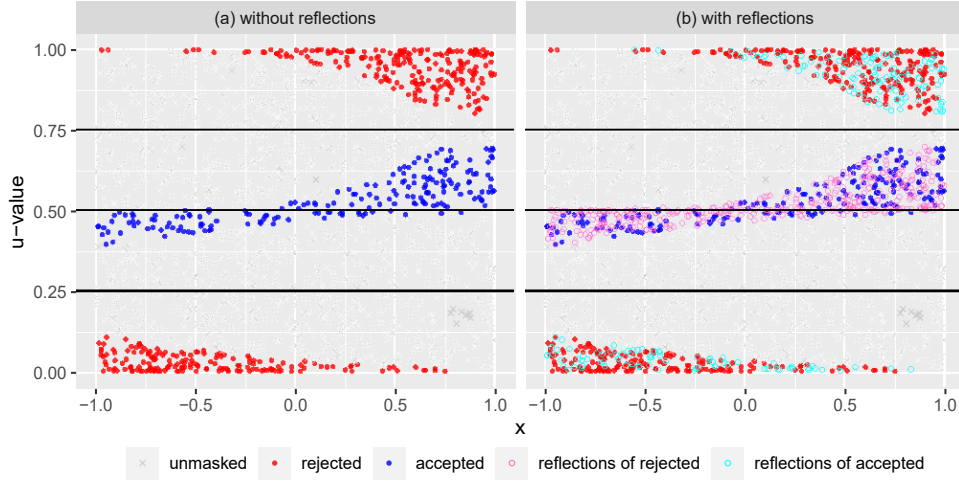 (a) without reflections
(b) with reflections
1.00
0.75
0.50
0.25
0.00
u-value
−1.0
−0.5
0.0
0.5
1.0
−1.0
−0.5
0.0
0.5
1.0
x
unmasked
rejected
accepted
reflections of rejected
reflections of accepted